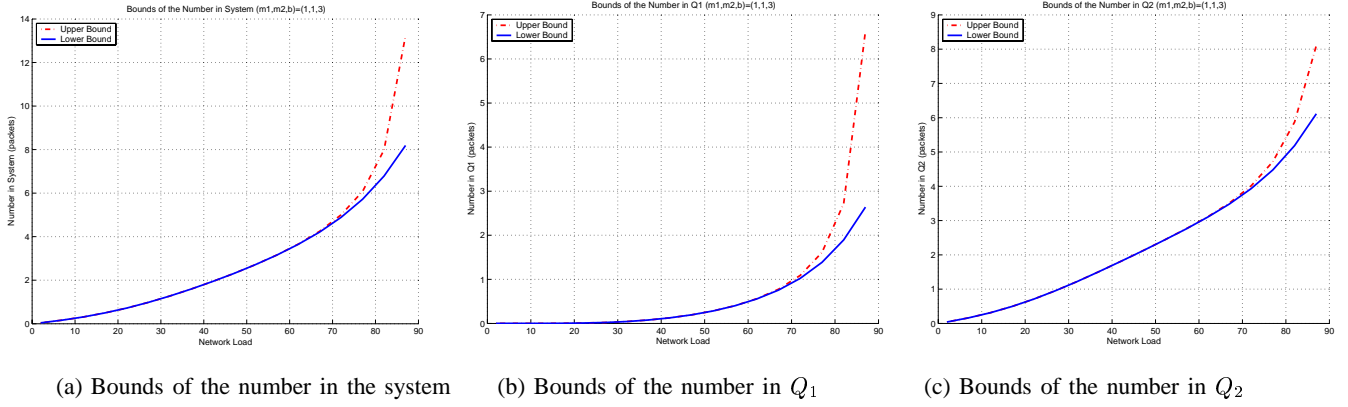 Bounds of the Number in System (m1,m2,b)=(1,1,3)
Upper Bound
Lower Bound
14
12
10
8
6
4
2
0
Number in System (packets)
0 10 20 30 40 50 60 70 80 90
Network Load
(a) Bounds of the number in the system
Bounds of the Number in Q1 (m1,m2,b)=(1,1,3)
Upper Bound
Lower Bound
7
6
5
4
3
2
1
0
Number in Q1 (packets)
0 10 20 30 40 50 60 70 80 90
Network Load
(b) Bounds of the number in Q1
Bounds of the Number in Q2 (m1,m2,b)=(1,1,3)
Upper Bound
Lower Bound
9
8
7
6
5
4
3
2
1
0
Number in Q2 (packets)
0 10 20 30 40 50 60 70 80 90
Network Load
(c) Bounds of the number in Q2